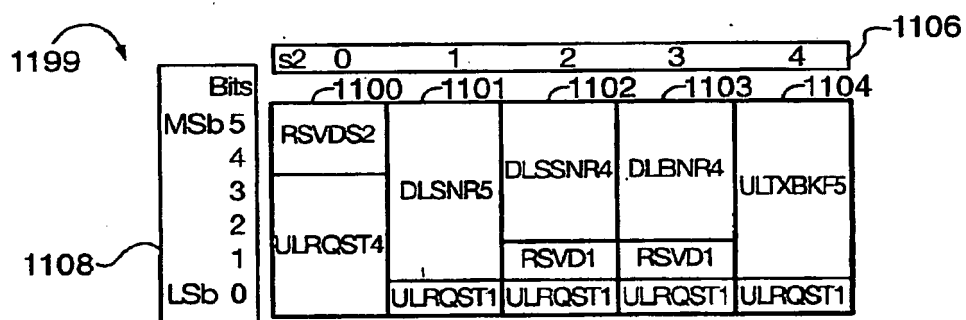 1199
s2 0 1 2 3 4
1106
Bits
1100 1101 1102 1103 1104
MSb 5
4
3
2
1
LSb 0
1108
RSVDS2
ULRQST4
DLSNR5
ULRQST1
DLSSNR4
RSVD1
ULRQST1
DLBNR4
RSVD1
ULRQST1
ULTXBKF5
ULRQST1